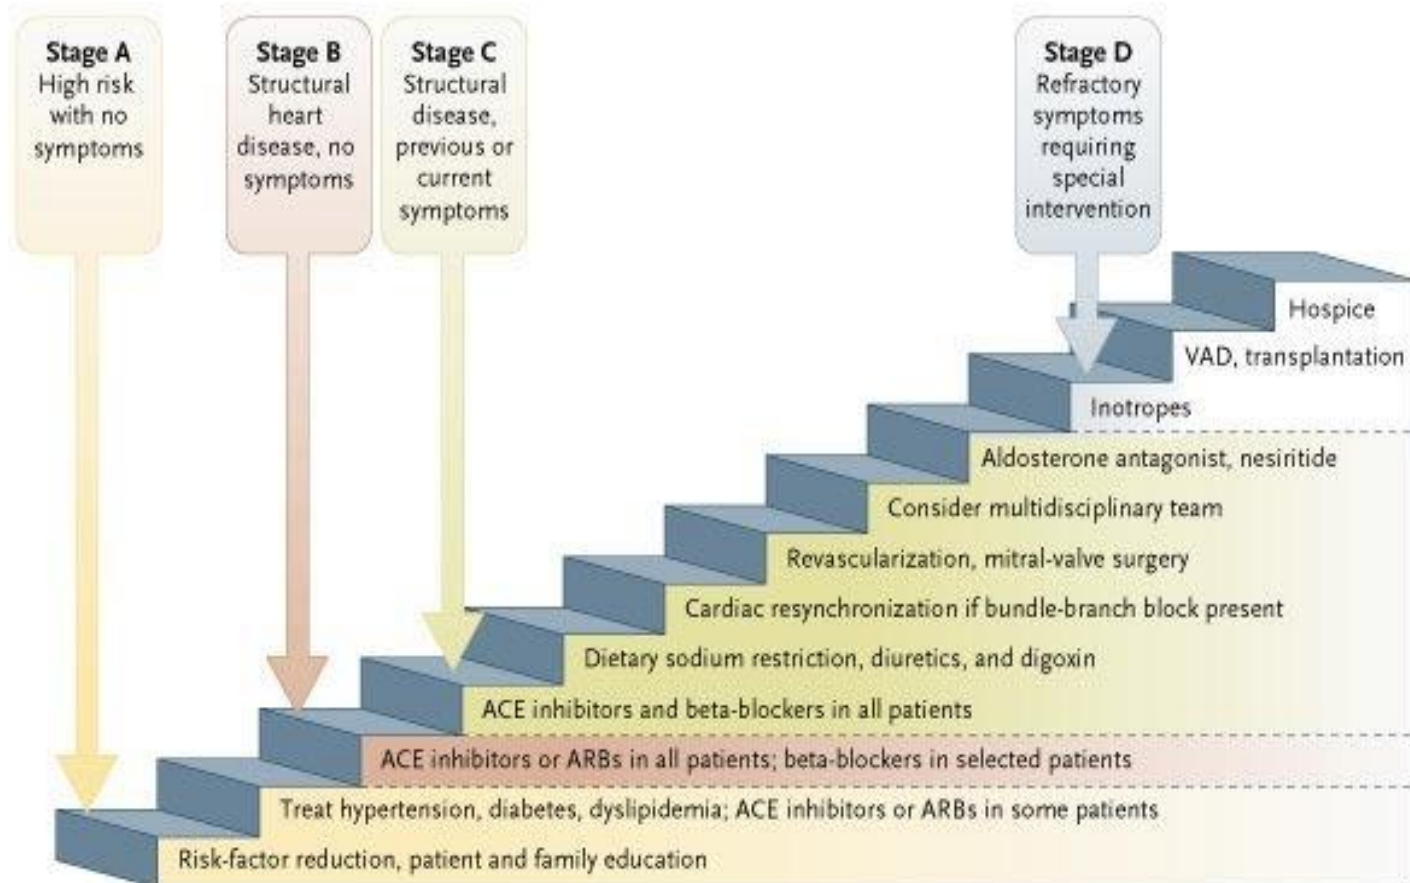 Stage A
High risk
with no
symptoms
Stage B
Structural
heart
disease, no
symptoms
Stage C
Structural
disease,
previous or
current
symptoms
Stage D
Refractory
symptoms
requiring
special
intervention
Hospice
VAD, transplantation
Inotropes
Aldosterone antagonist, nesiritide
Consider multidisciplinary team
Revascularization, mitral-valve surgery
Cardiac resynchronization if bundle-branch block present
Dietary sodium restriction, diuretics, and digoxin
ACE inhibitors and beta-blockers in all patients
ACE inhibitors or ARBs in all patients; beta-blockers in selected patients
Treat hypertension, diabetes, dyslipidemia; ACE inhibitors or ARBs in some patients
Risk-factor reduction, patient and family education